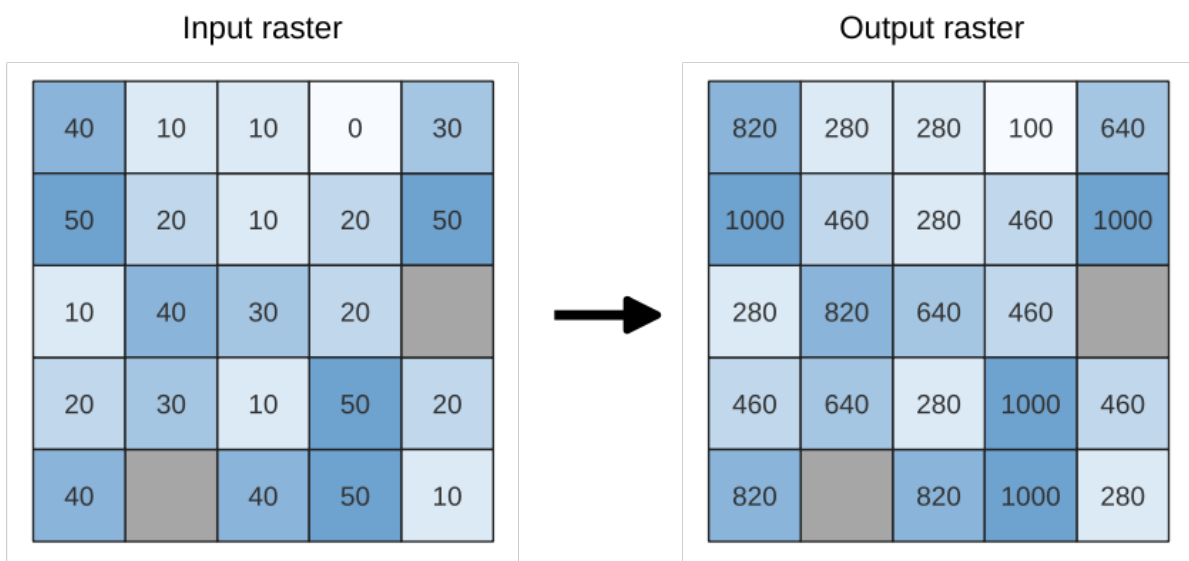 Input raster
Output raster
40 10 10 0 30
820 280 280 100 640
50 20 10 20 50
1000 460 280 460 1000
10 40 30 20
280 820 640 460
20 30 10 50 20
460 640 280 1000 460
40 40 50 10
820 820 1000 280